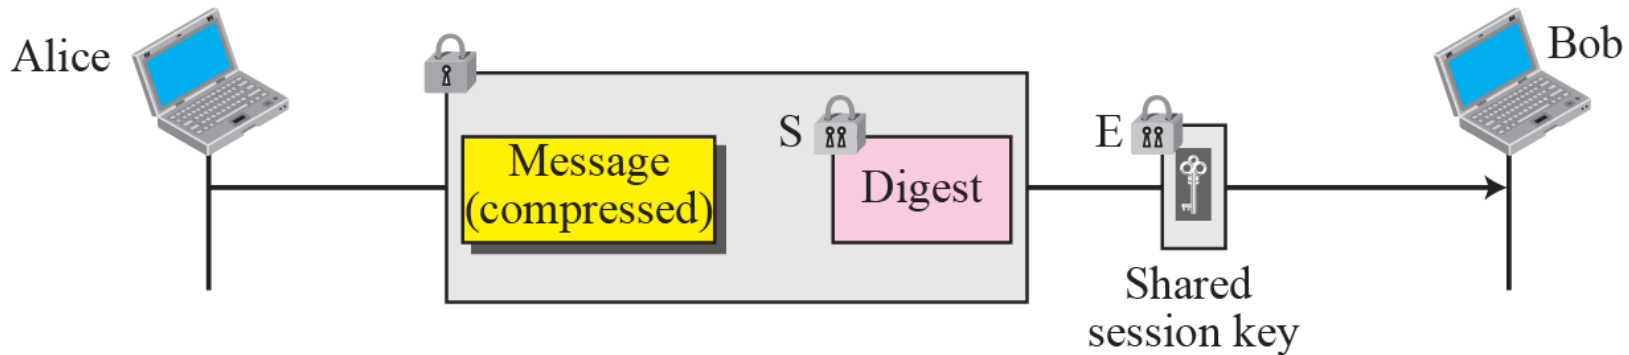 Alice
Bob
S
E
Message
(compressed)
Digest
Shared
session key